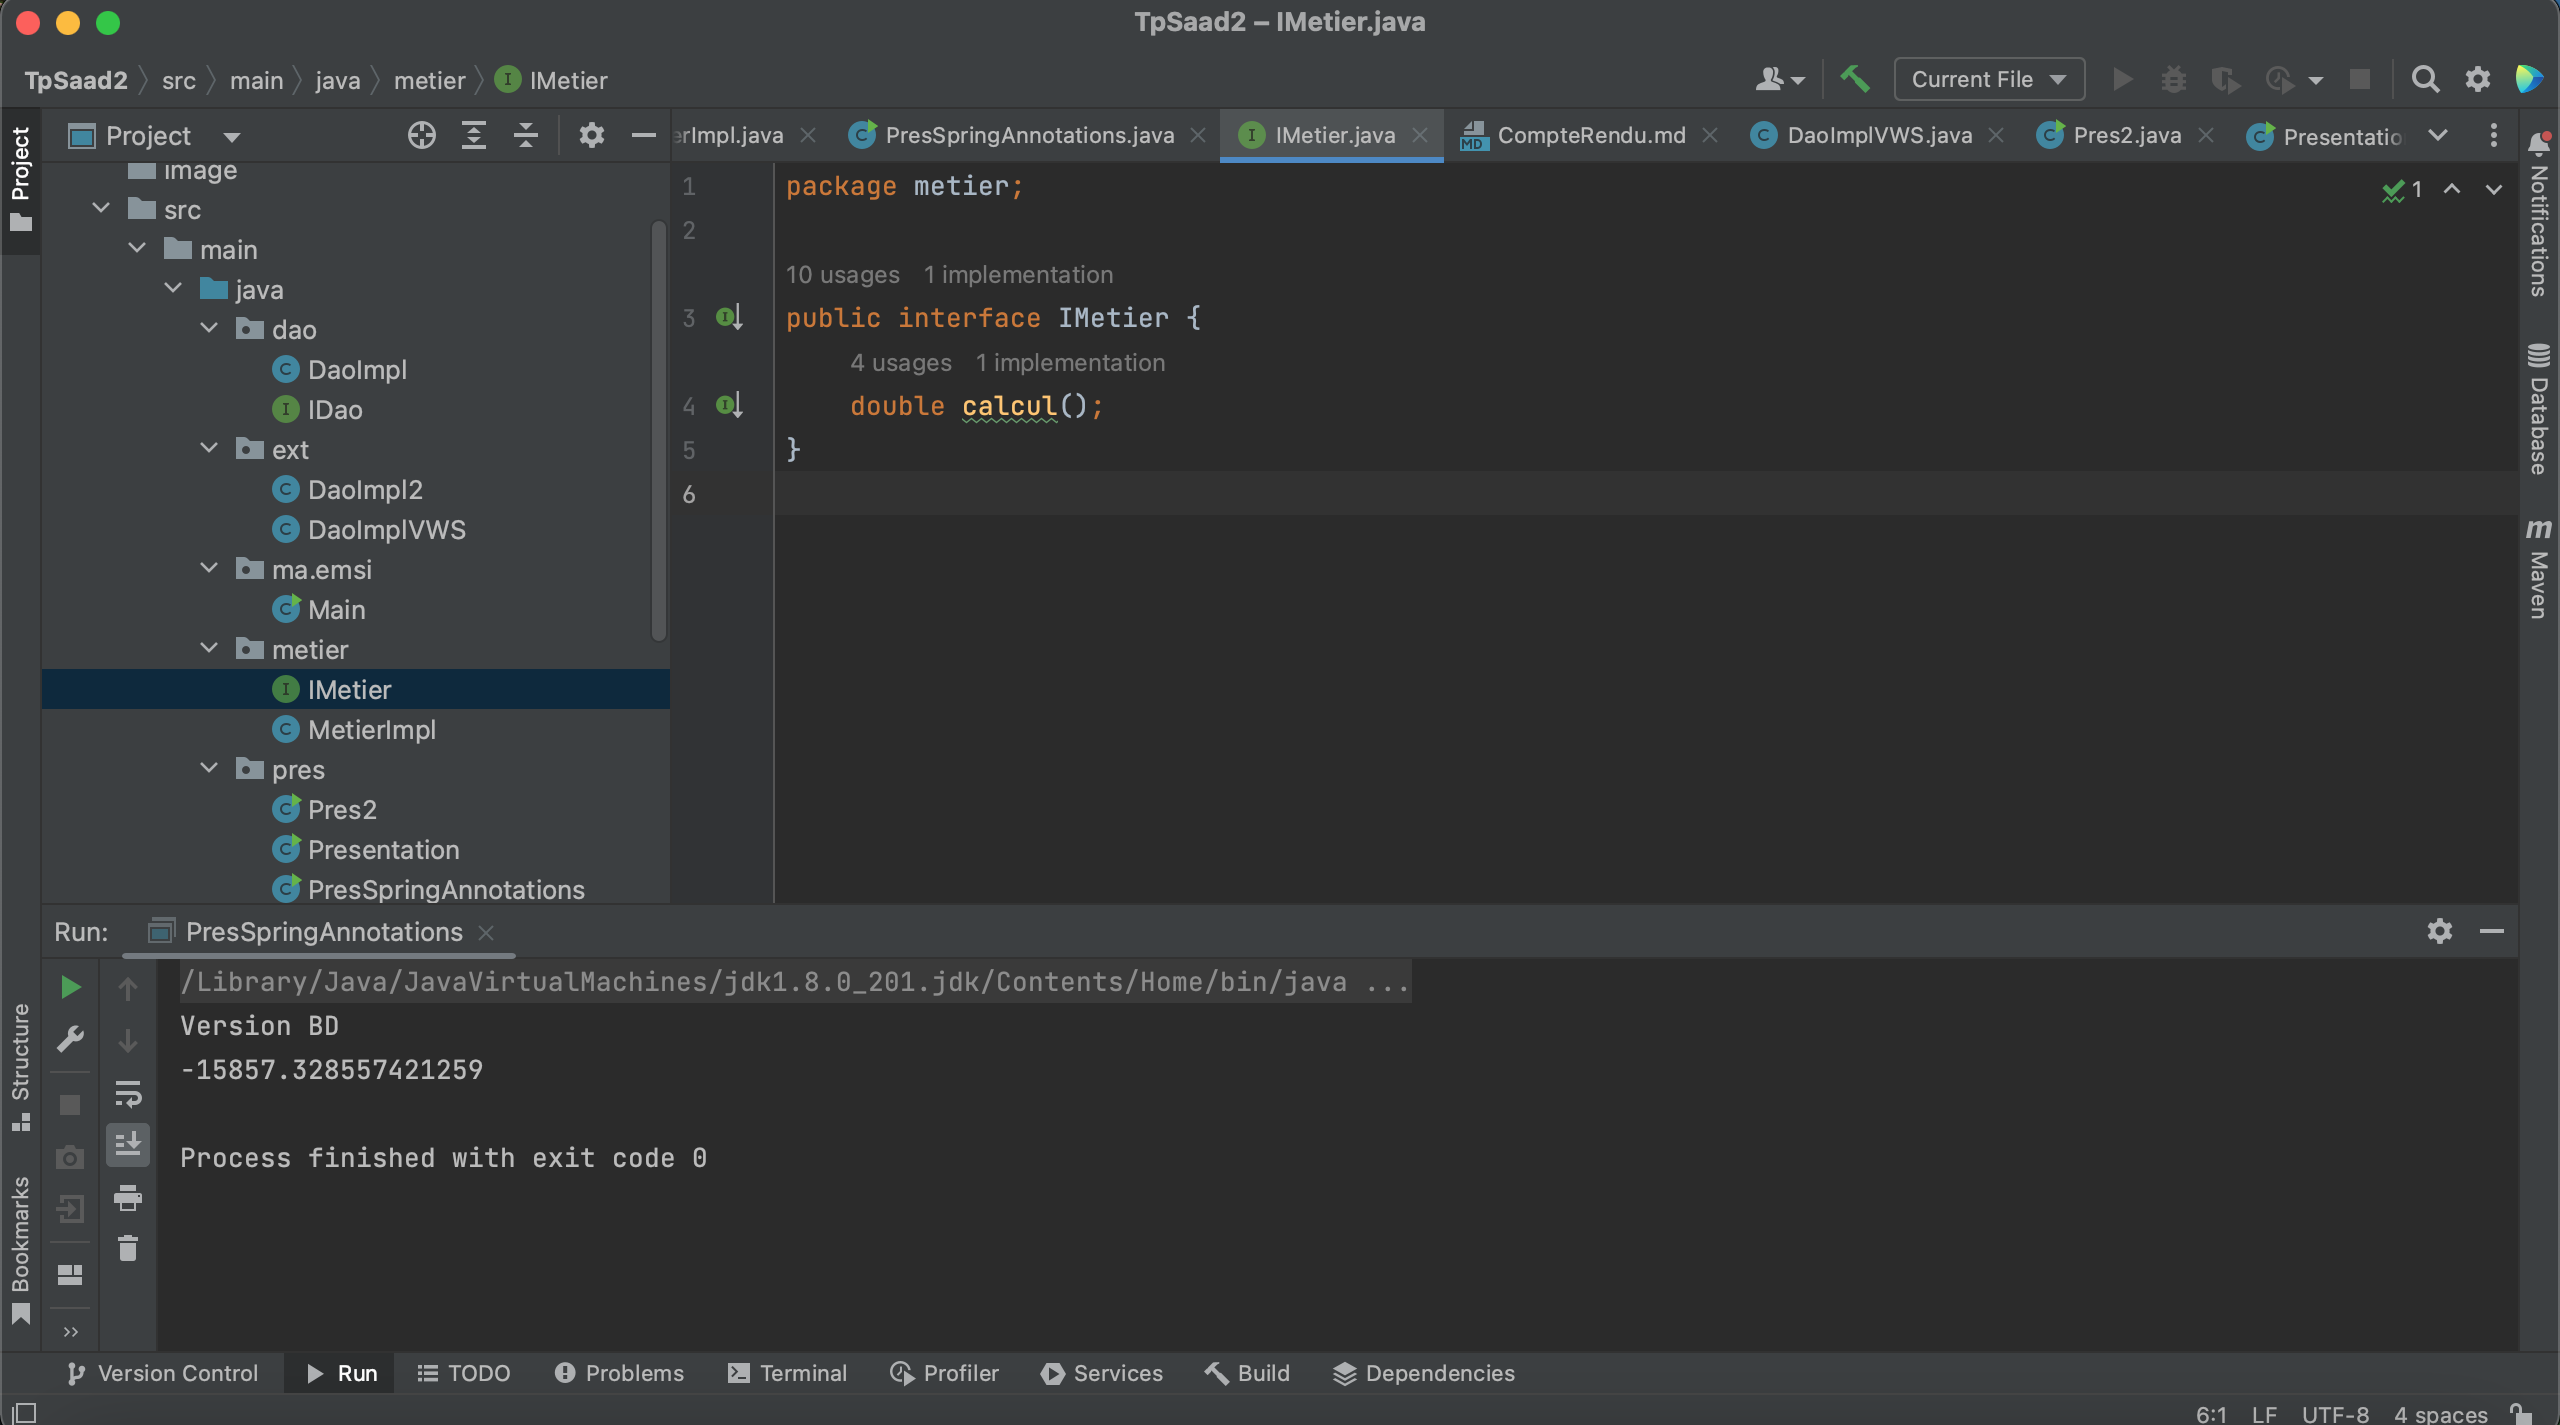 TpSaad2 – IMetier.java
TpSaad2 src main java metier IMetier
Current File
Project
erImpl.java PresSpringAnnotations.java IMetier.java CompteRendu.md DaoImplVWS.java Pres2.java Presentatio
Project
image
src
main
java
dao
DaoImpl
IDao
ext
DaoImpl2
DaoImplVWS
ma.emsi
Main
metier
IMetier
MetierImpl
pres
Pres2
Presentation
PresSpringAnnotations
1 package metier;
2
10 usages 1 implementation
3 public interface IMetier {
4 usages 1 implementation
4 double calcul();
5 }
6
1
Notifications
Database
Maven
Run: PresSpringAnnotations
/Library/Java/JavaVirtualMachines/jdk1.8.0_201.jdk/Contents/Home/bin/java ...
Version BD
-15857.328557421259
Process finished with exit code 0
Structure
Bookmarks
Version Control Run TODO Problems Terminal Profiler Services Build Dependencies
6:1 LF UTF-8 4 spaces